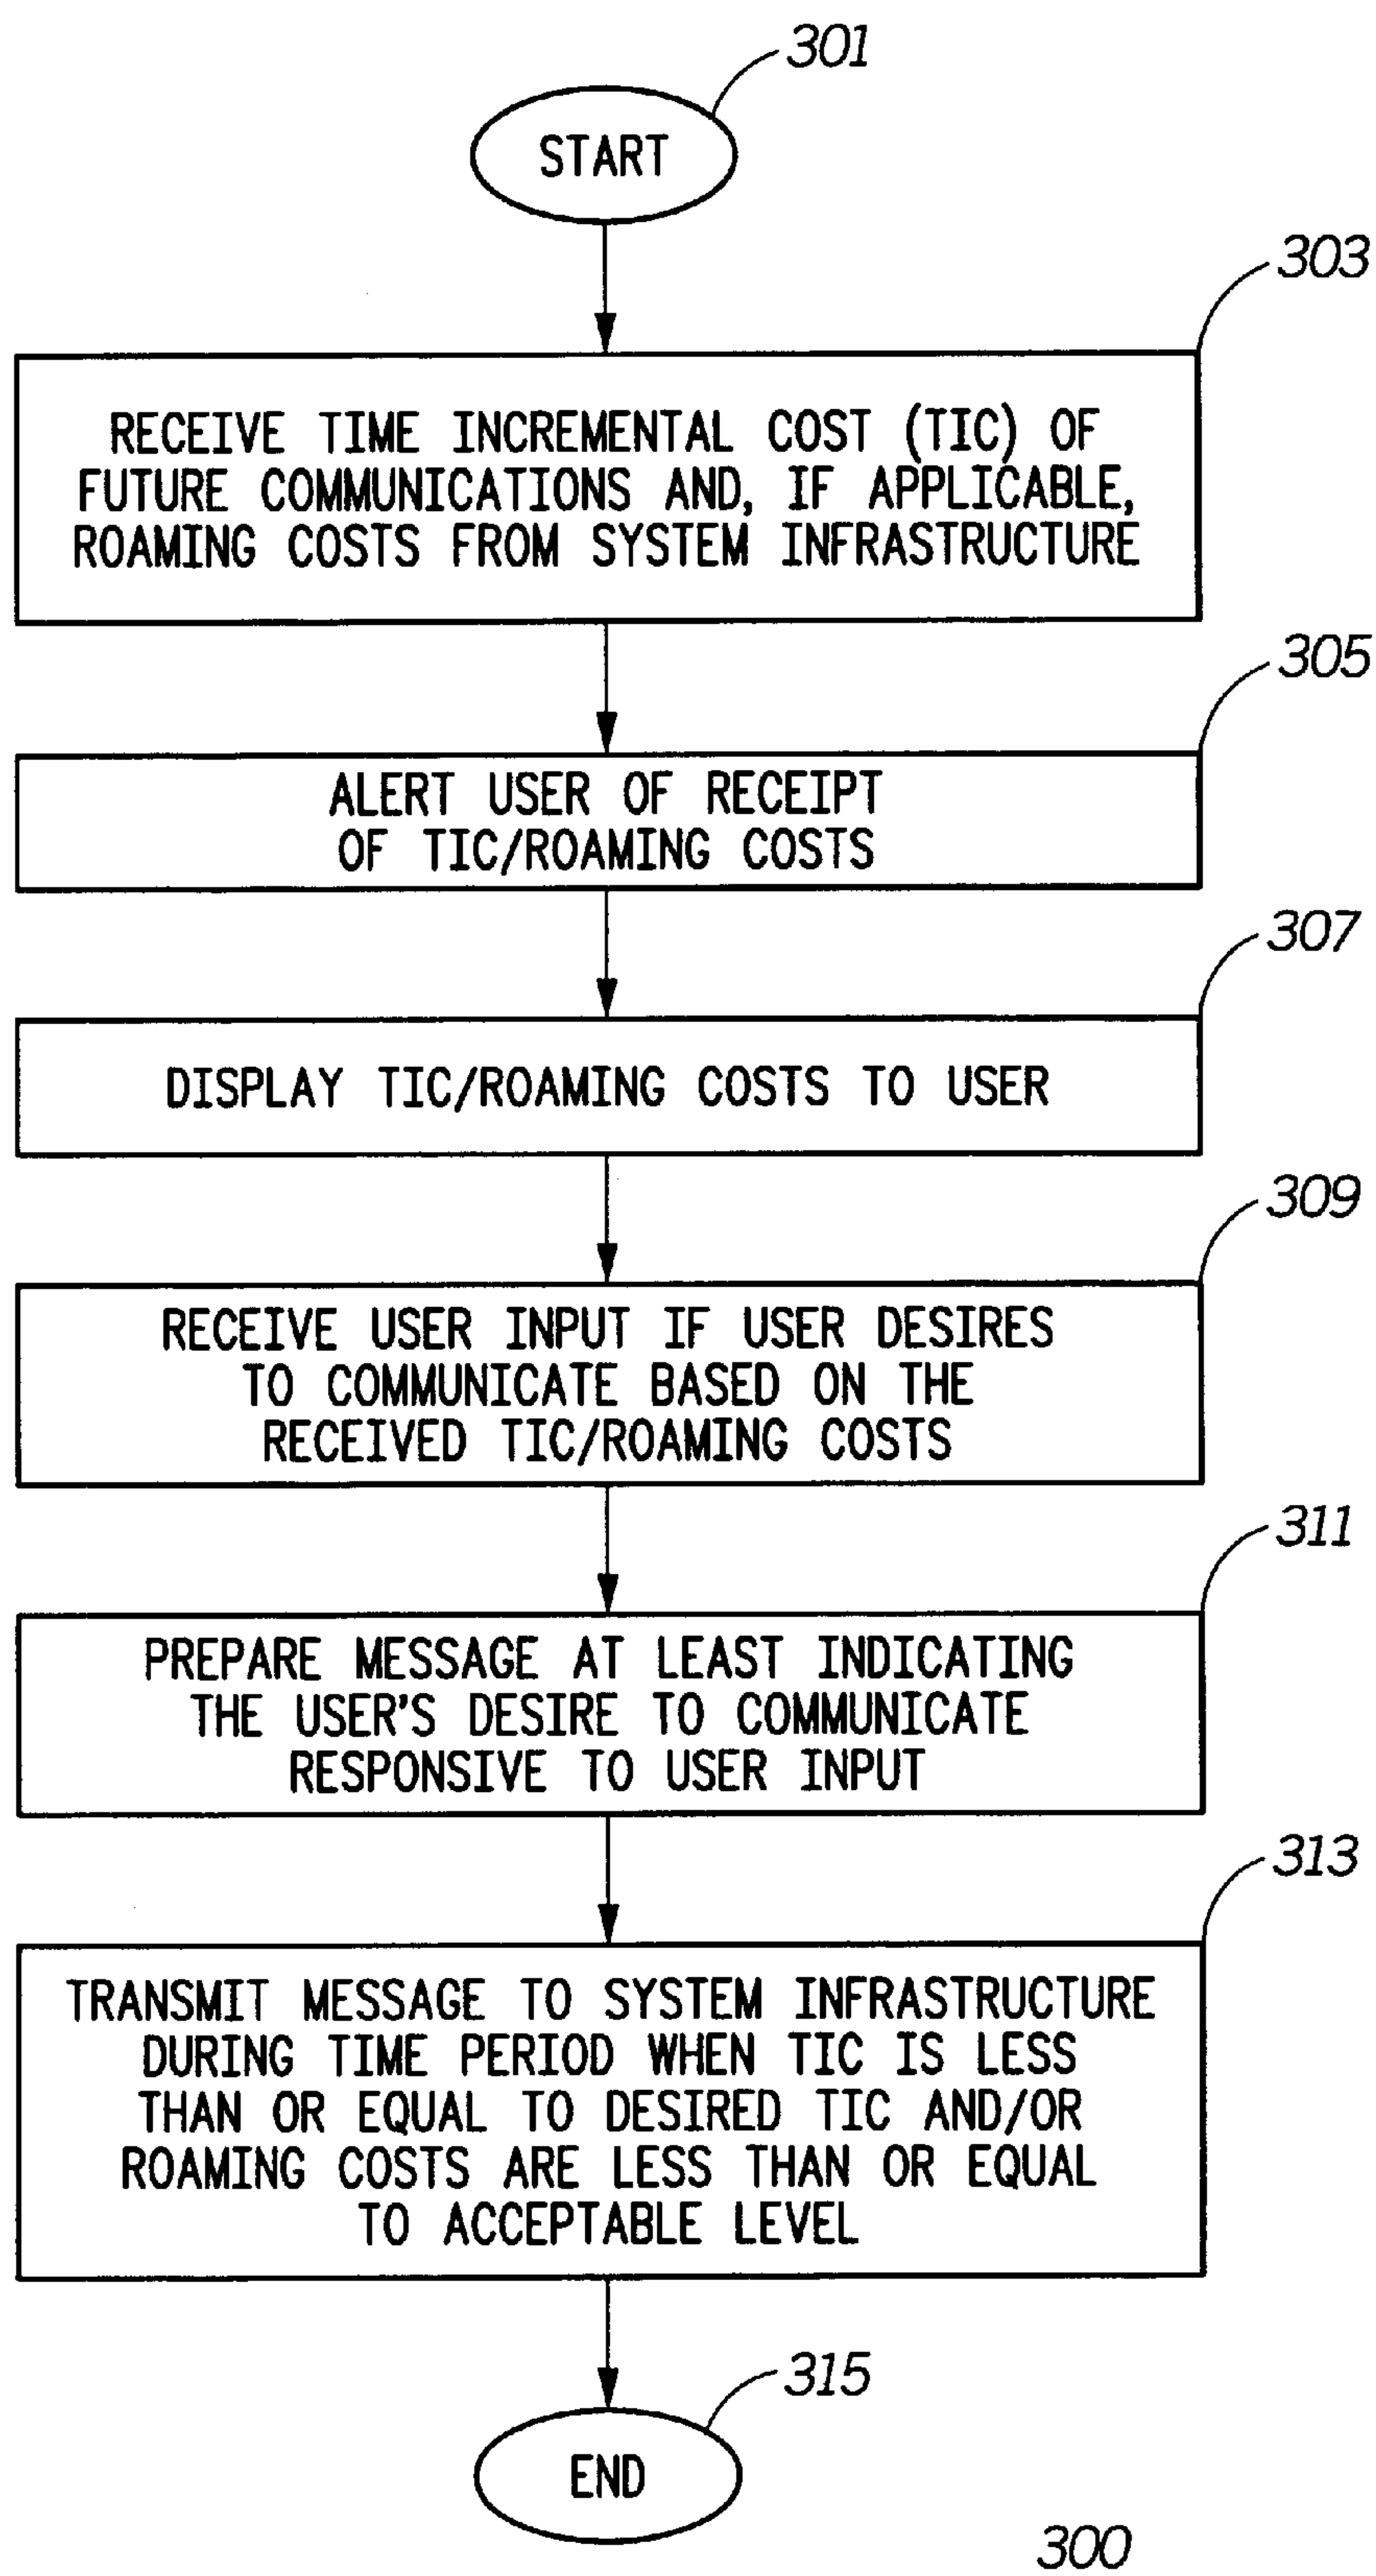 301
START
303
RECEIVE TIME INCREMENTAL COST (TIC) OF
FUTURE COMMUNICATIONS AND, IF APPLICABLE,
ROAMING COSTS FROM SYSTEM INFRASTRUCTURE
305
ALERT USER OF RECEIPT
OF TIC/ROAMING COSTS
307
DISPLAY TIC/ROAMING COSTS TO USER
309
RECEIVE USER INPUT IF USER DESIRES
TO COMMUNICATE BASED ON THE
RECEIVED TIC/ROAMING COSTS
311
PREPARE MESSAGE AT LEAST INDICATING
THE USER'S DESIRE TO COMMUNICATE
RESPONSIVE TO USER INPUT
313
TRANSMIT MESSAGE TO SYSTEM INFRASTRUCTURE
DURING TIME PERIOD WHEN TIC IS LESS
THAN OR EQUAL TO DESIRED TIC AND/OR
ROAMING COSTS ARE LESS THAN OR EQUAL
TO ACCEPTABLE LEVEL
315
END
300